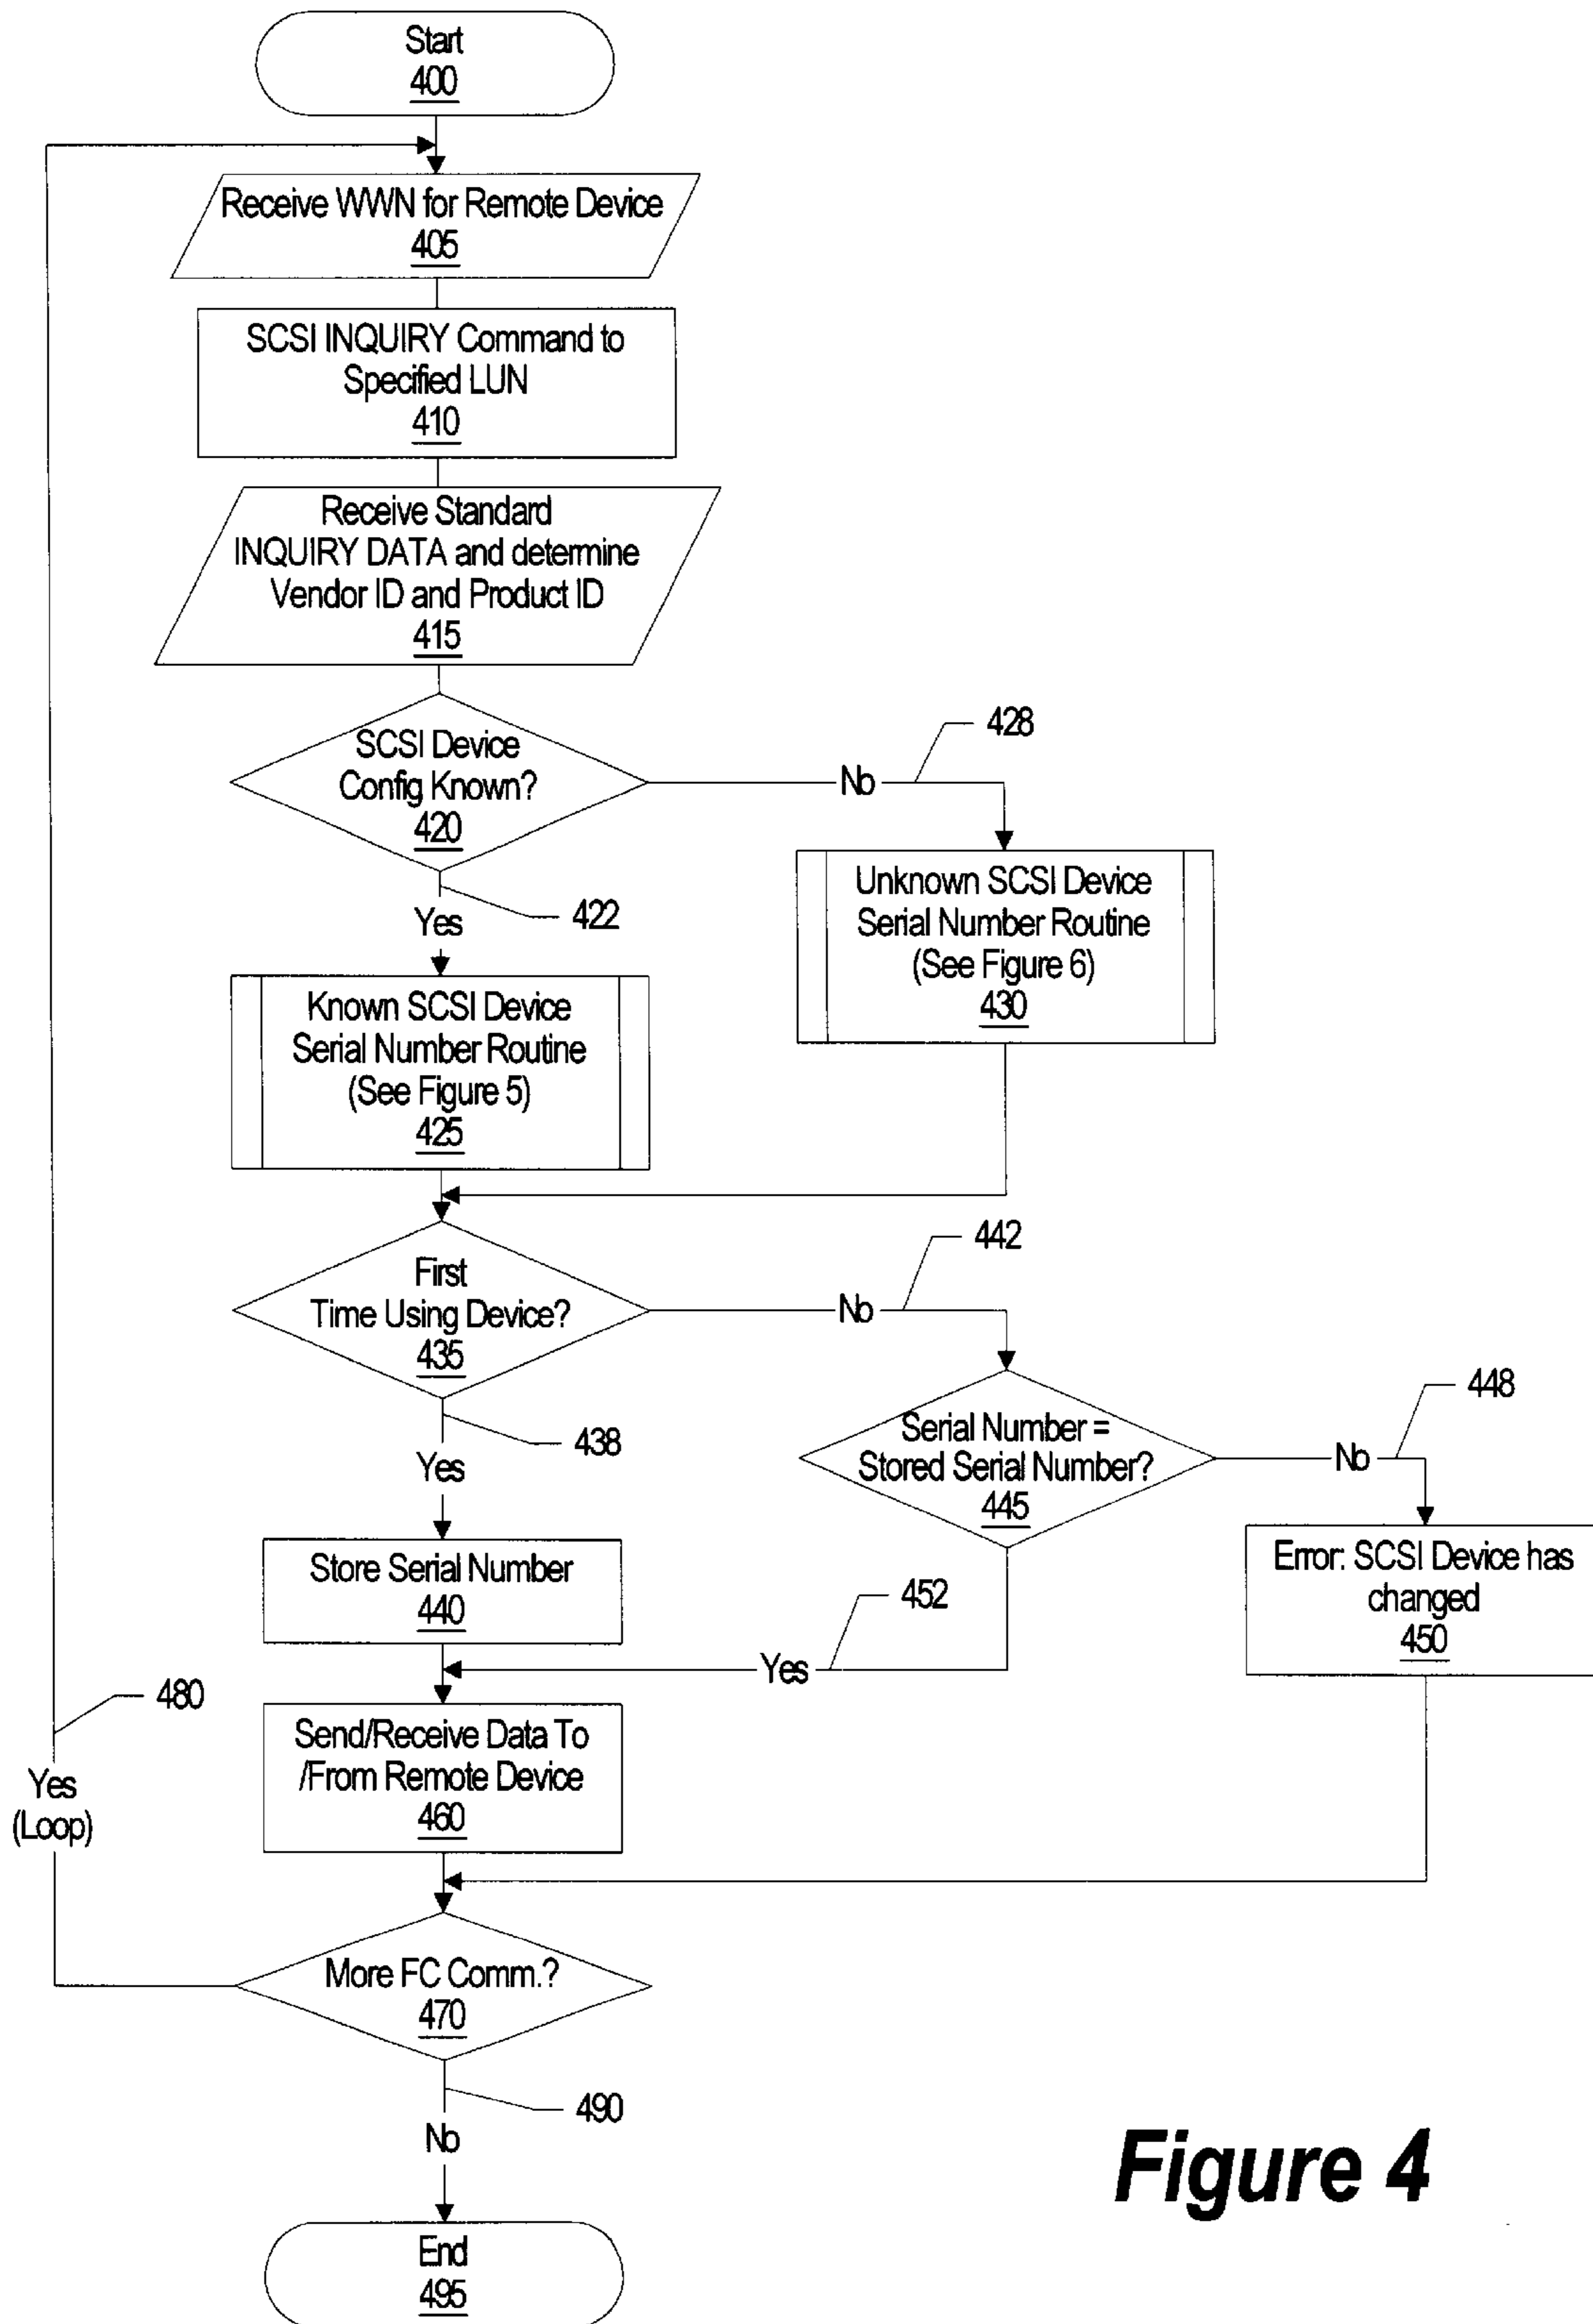 Start
400
Receive WWN for Remote Device
405
SCSI INQUIRY Command to
Specified LUN
410
Receive Standard
INQUIRY DATA and determine
Vendor ID and Product ID
415
SCSI Device
Config Known?
420
428
No
422
Yes
Unknown SCSI Device
Serial Number Routine
(See Figure 6)
430
Known SCSI Device
Serial Number Routine
(See Figure 5)
425
First
Time Using Device?
435
442
No
438
Yes
Serial Number =
Stored Serial Number?
445
448
No
Store Serial Number
440
452
Yes
Error: SCSI Device has
changed
450
480
Yes
(Loop)
Send/Receive Data To
/From Remote Device
460
More FC Comm.?
470
490
No
End
495
Figure 4